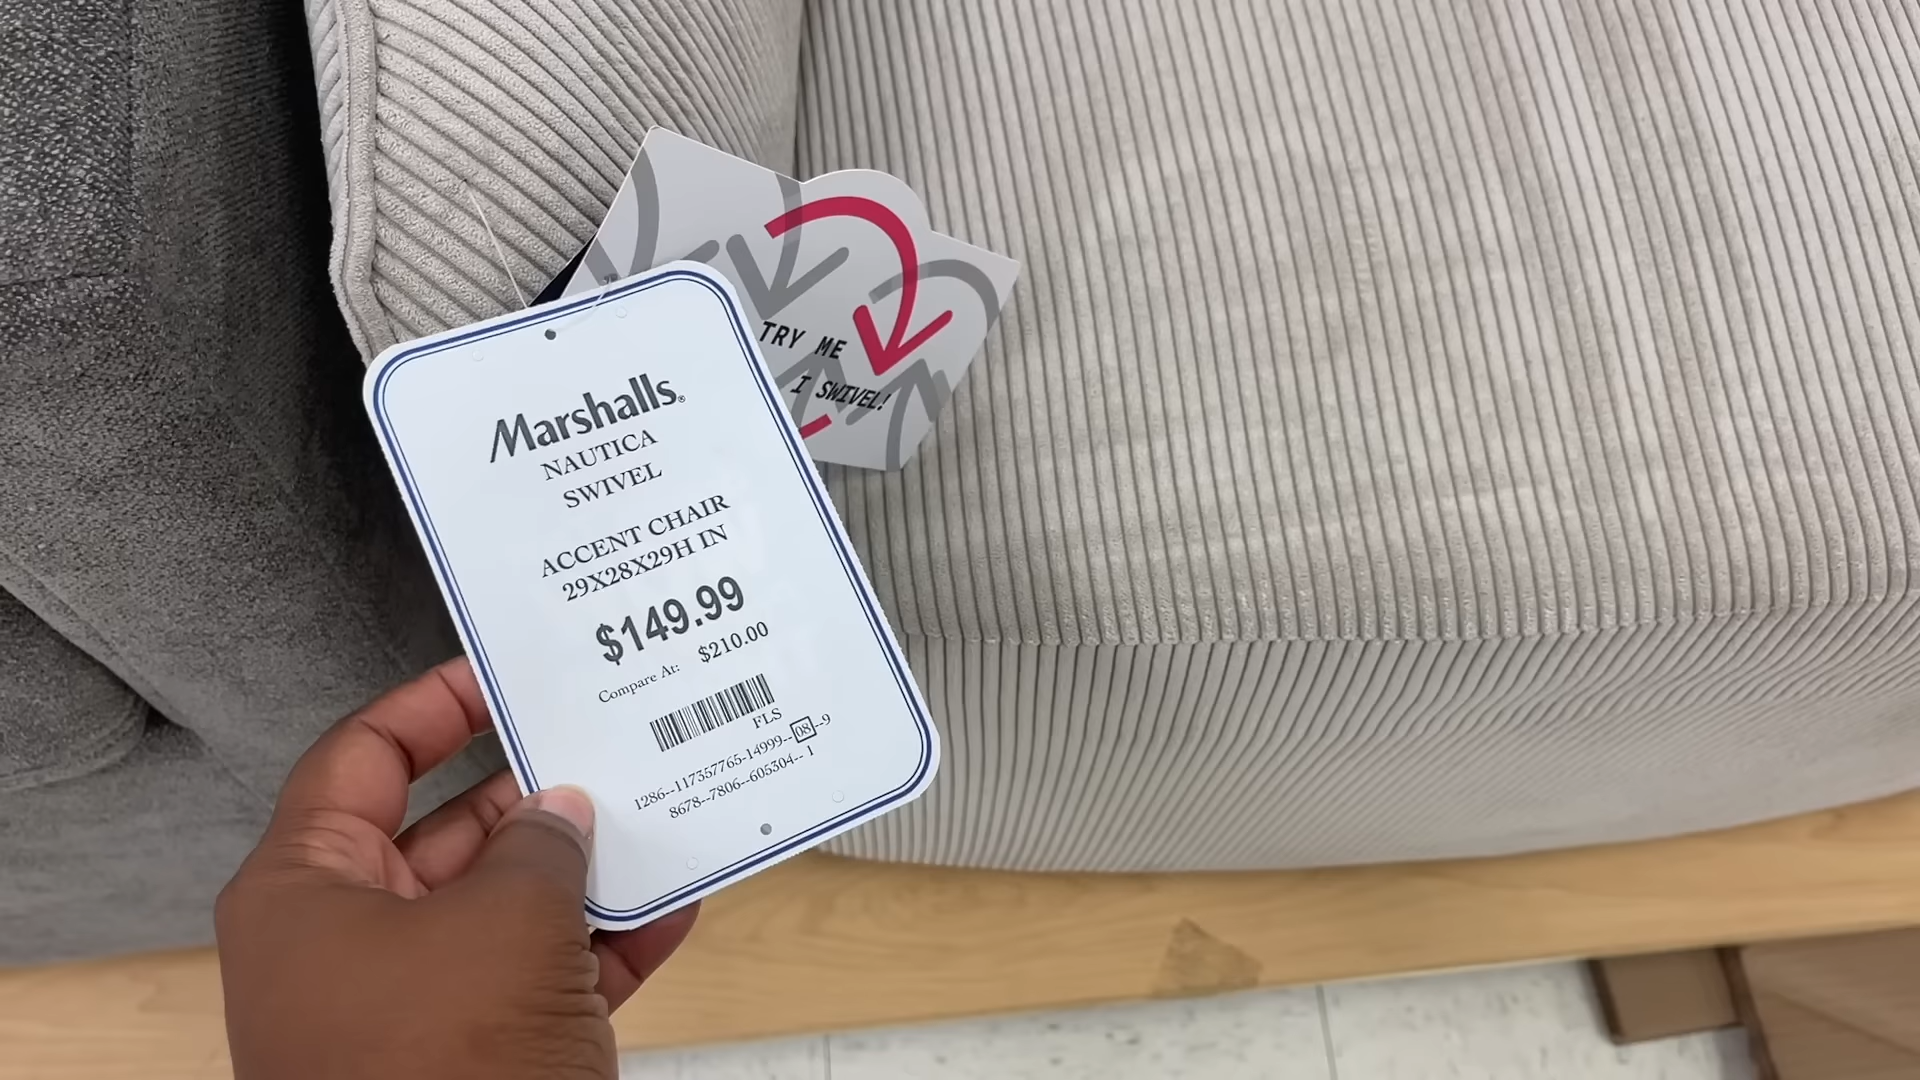 TRY ME
I SWIVEL!
Marshalls®
NAUTICA
SWIVEL
ACCENT CHAIR
29X28X29H IN
$149.99
Compare At: $210.00
FLS
1286--117357765-14999--08--9
8678--7806--605304-- 1